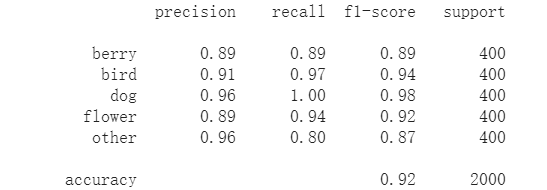 precision recall f1-score support
berry 0.89 0.89 0.89 400
bird 0.91 0.97 0.94 400
dog 0.96 1.00 0.98 400
flower 0.89 0.94 0.92 400
other 0.96 0.80 0.87 400
accuracy 0.92 2000